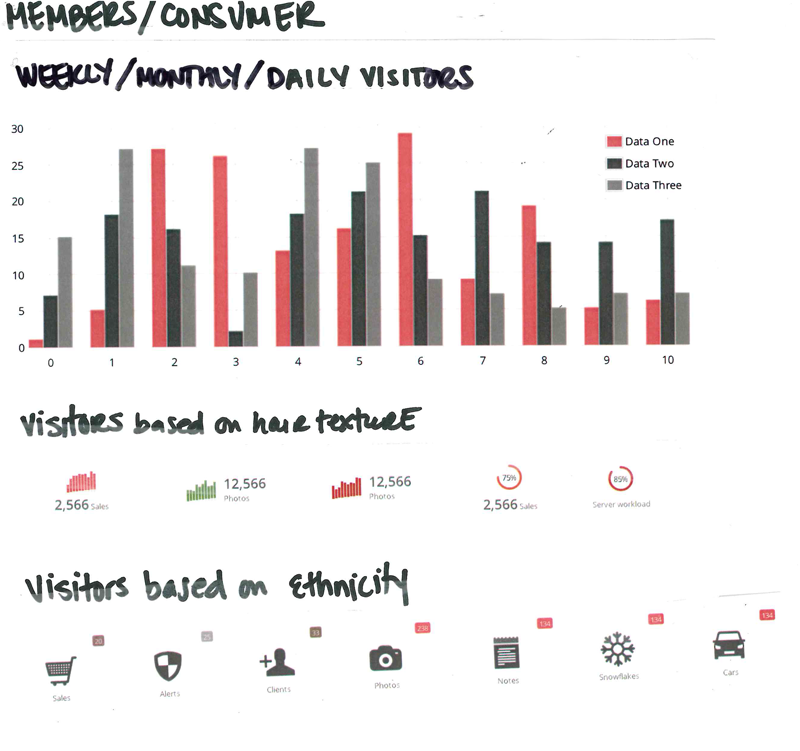 MEMBERS/CONSUMER
WEEKLY/MONTHLY/DAILY VISITORS
30
25
20
15
10
5
0
Data One
Data Two
Data Three
0 1 2 3 4 5 6 7 8 9 10
Visitors based on hair texturE
2,566 Sales
12,566
Photos
12,566
Photos
75%
2,566 Sales
85%
Server workload
Visitors based on Ethnicity
20
Sales
25
Alerts
Clients
Photos
134
Notes
134
Snowflakes
134
Cars